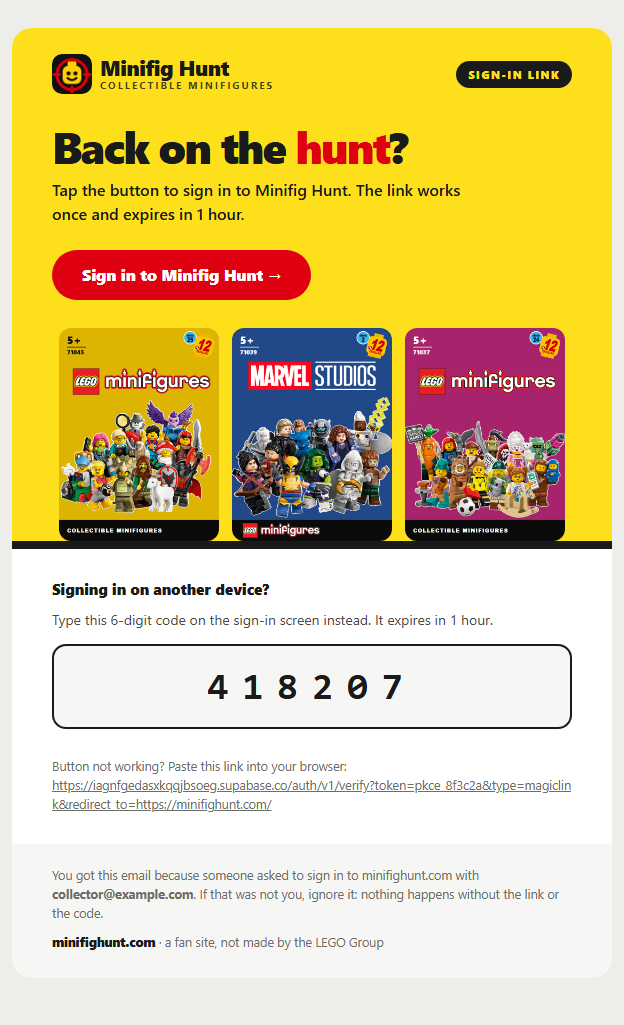 Minifig Hunt
COLLECTIBLE MINIFIGURES
SIGN-IN LINK
Back on the hunt?
Tap the button to sign in to Minifig Hunt. The link works
once and expires in 1 hour.
Sign in to Minifig Hunt →
5+
71045
12
LEGO minifigures
COLLECTIBLE MINIFIGURES
5+
71039
12
MARVEL STUDIOS
LEGO minifigures
5+
71037
12
LEGO minifigures
COLLECTIBLE MINIFIGURES
Signing in on another device?
Type this 6-digit code on the sign-in screen instead. It expires in 1 hour.
418207
Button not working? Paste this link into your browser:
https://iagnfgedasxkqqjbsoeg.supabase.co/auth/v1/verify?token=pkce_8f3c2a&type=magiclin
k&redirect_to=https://minifighunt.com/
You got this email because someone asked to sign in to minifighunt.com with
collector@example.com. If that was not you, ignore it: nothing happens without the link or
the code.
minifighunt.com · a fan site, not made by the LEGO Group